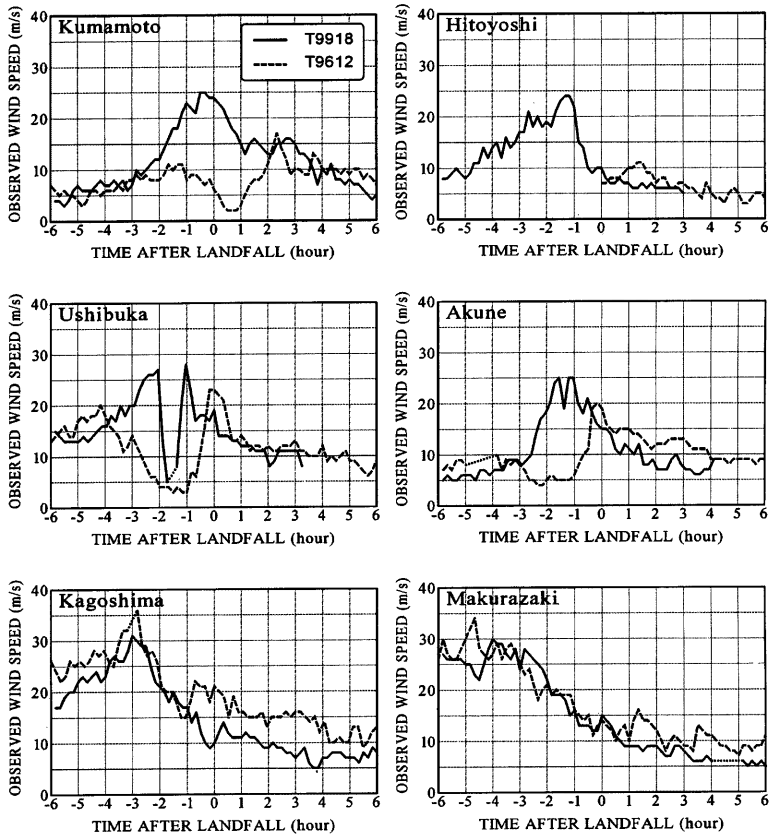 Kumamoto
T9918
T9612
OBSERVED WIND SPEED (m/s)
40
30
20
10
0
-6 -5 -4 -3 -2 -1 0 1 2 3 4 5 6
TIME AFTER LANDFALL (hour)
Hitoyoshi
OBSERVED WIND SPEED (m/s)
40
30
20
10
0
-6 -5 -4 -3 -2 -1 0 1 2 3 4 5 6
TIME AFTER LANDFALL (hour)
Ushibuka
OBSERVED WIND SPEED (m/s)
40
30
20
10
0
-6 -5 -4 -3 -2 -1 0 1 2 3 4 5 6
TIME AFTER LANDFALL (hour)
Akune
OBSERVED WIND SPEED (m/s)
40
30
20
10
0
-6 -5 -4 -3 -2 -1 0 1 2 3 4 5 6
TIME AFTER LANDFALL (hour)
Kagoshima
OBSERVED WIND SPEED (m/s)
40
30
20
10
0
-6 -5 -4 -3 -2 -1 0 1 2 3 4 5 6
TIME AFTER LANDFALL (hour)
Makurazaki
OBSERVED WIND SPEED (m/s)
40
30
20
10
0
-6 -5 -4 -3 -2 -1 0 1 2 3 4 5 6
TIME AFTER LANDFALL (hour)